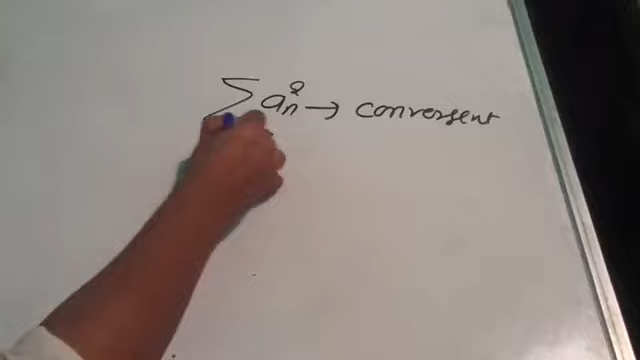 ∑ aₙ² → convergent